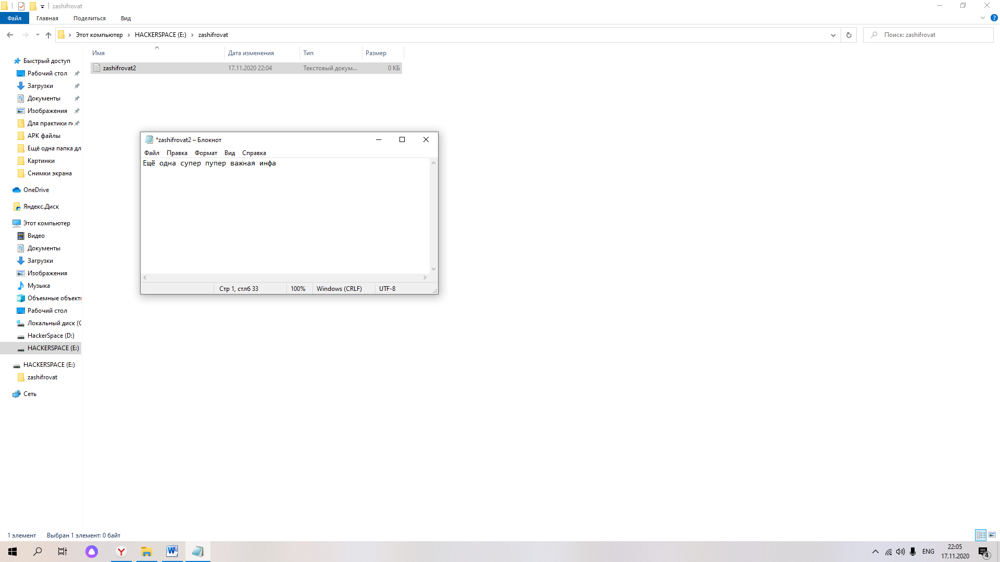 zashifrovat
Файл Главная Поделиться Вид
Этот компьютер HACKERSPACE (E:) zashifrovat
Поиск: zashifrovat
Имя Дата изменения Тип Размер
zashifrovat2 17.11.2020 22:04 Текстовый докум... 0 КБ
Быстрый доступ
Рабочий стол
Загрузки
Документы
Изображения
Для практики п
APK файлы
Ещё одна папка дл
Картинки
Снимки экрана
OneDrive
Яндекс.Диск
Этот компьютер
Видео
Документы
Загрузки
Изображения
Музыка
Объемные объект
Рабочий стол
Локальный диск (C
HackerSpace (D:)
HACKERSPACE (E:)
HACKERSPACE (E:)
zashifrovat
Сеть
*zashifrovat2 – Блокнот
Файл Правка Формат Вид Справка
Ещё одна супер пупер важная инфа
Стр 1, стлб 33 100% Windows (CRLF) UTF-8
1 элемент Выбран 1 элемент: 0 байт
ENG
22:05
17.11.2020
4